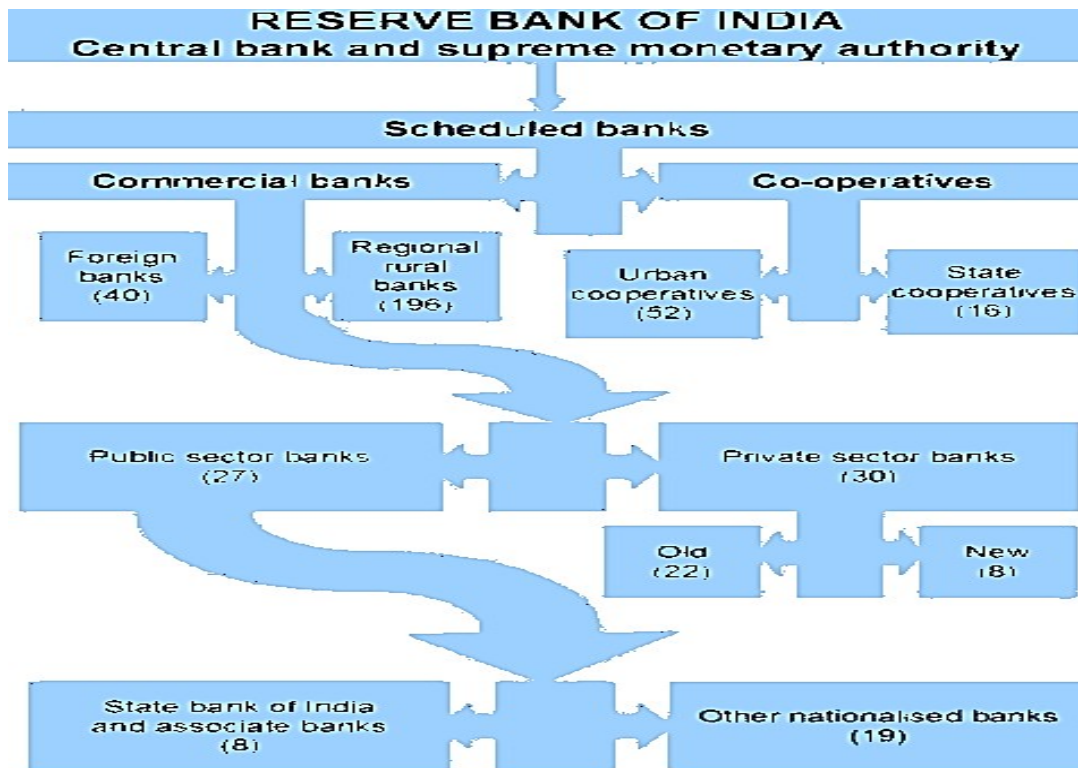 RESERVE BANK OF INDIA
Central bank and supreme monetary authority
Scheduled banks
Commercial banks
Co-operatives
Foreign
banks
(40)
Regional
rural
banks
(196)
Urban
cooperatives
(52)
State
cooperatives
(16)
Public sector banks
(27)
Private sector banks
(30)
Old
(22)
New
(8)
State bank of India
and associate banks
(8)
Other nationalised banks
(19)